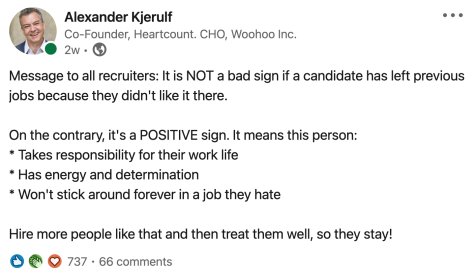 Alexander Kjerulf
Co-Founder, Heartcount. CHO, Woohoo Inc.
2w •
Message to all recruiters: It is NOT a bad sign if a candidate has left previous
jobs because they didn't like it there.
On the contrary, it's a POSITIVE sign. It means this person:
* Takes responsibility for their work life
* Has energy and determination
* Won't stick around forever in a job they hate
Hire more people like that and then treat them well, so they stay!
737 • 66 comments